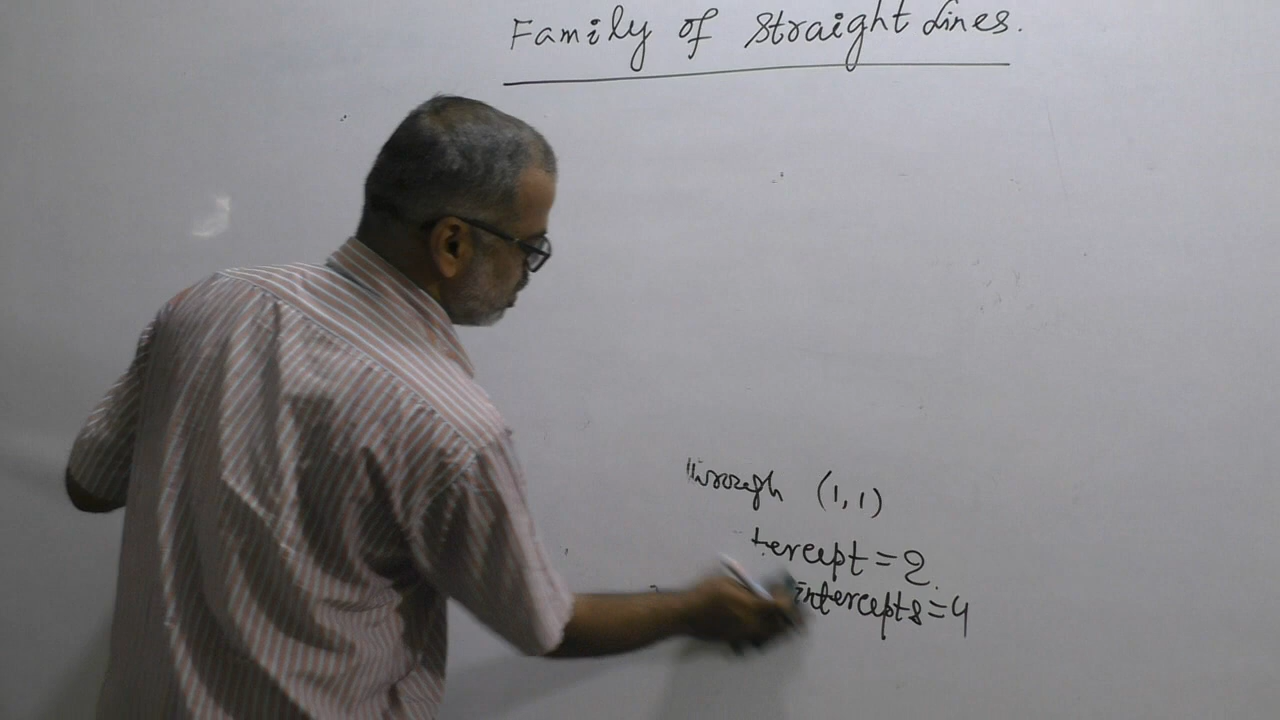 Family of Straight Lines.
through (1,1)
tercept = 2.
intercepts = 4